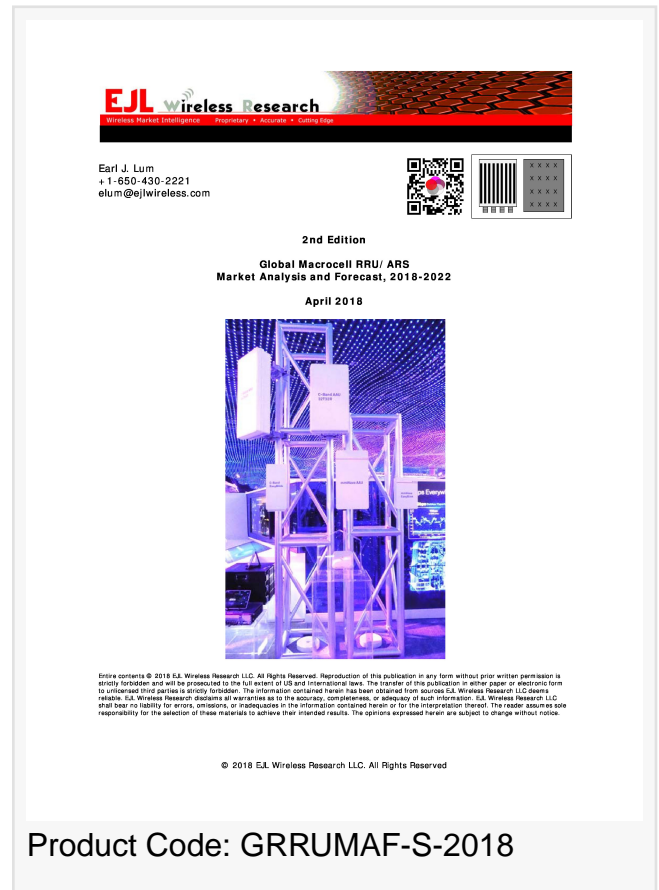 EJL Wireless Research
Wireless Market Intelligence Proprietary • Accurate • Cutting Edge
Earl J. Lum
+1-650-430-2221
elum@ejlwireless.com
X X X X
X X X X
X X X X
X X X X
2nd Edition
Global Macrocell RRU/ARS
Market Analysis and Forecast, 2018-2022
April 2018
Entire contents © 2018 EJL Wireless Research LLC. All Rights Reserved. Reproduction of this publication in any form without prior written permission is
strictly forbidden and will be prosecuted to the full extent of US and International laws. The transfer of this publication in either paper or electronic form
to unlicensed third parties is strictly forbidden. The information contained herein has been obtained from sources EJL Wireless Research LLC deems
reliable. EJL Wireless Research disclaims all warranties as to the accuracy, completeness, or adequacy of such information. EJL Wireless Research LLC
shall bear no liability for errors, omissions, or inadequacies in the information contained herein or for the interpretation thereof. The reader assumes sole
responsibility for the selection of these materials to achieve their intended results. The opinions expressed herein are subject to change without notice.
© 2018 EJL Wireless Research LLC. All Rights Reserved
Product Code: GRRUMAF-S-2018